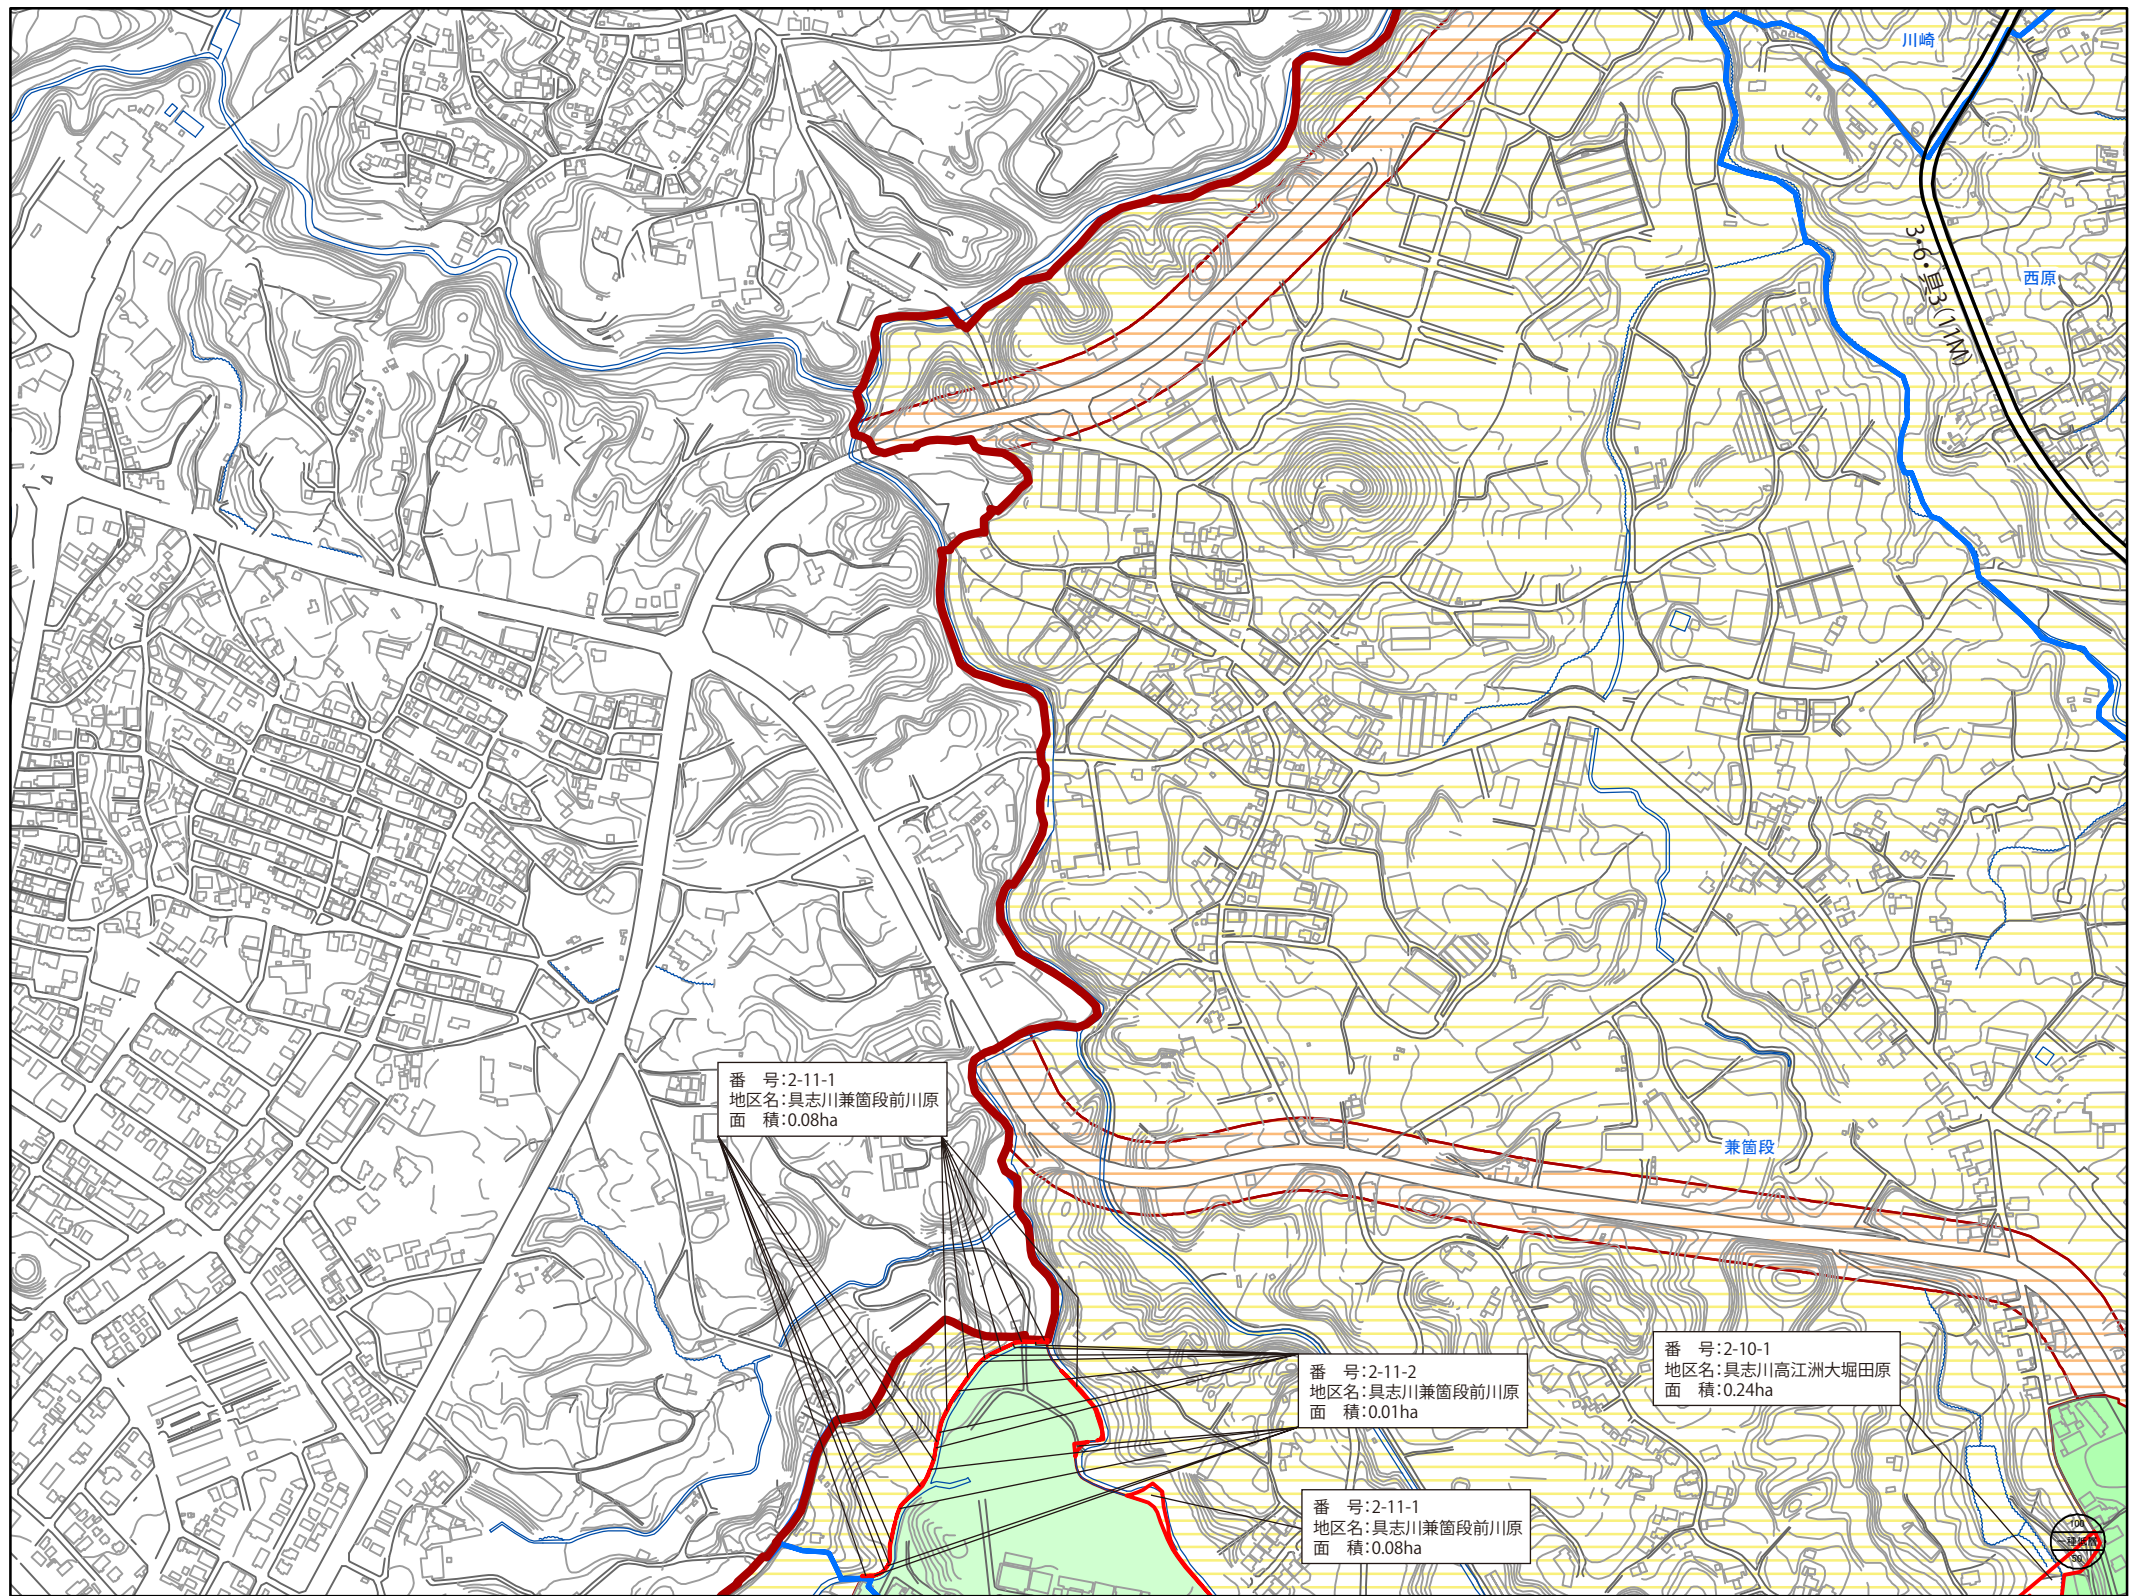 川崎
西原
3・6・具3(11M)
番　号:2-11-1
地区名:具志川兼箇段前川原
面　積:0.08ha
兼箇段
番　号:2-11-2
地区名:具志川兼箇段前川原
面　積:0.01ha
番　号:2-10-1
地区名:具志川高江洲大堀田原
面　積:0.24ha
番　号:2-11-1
地区名:具志川兼箇段前川原
面　積:0.08ha
100
50